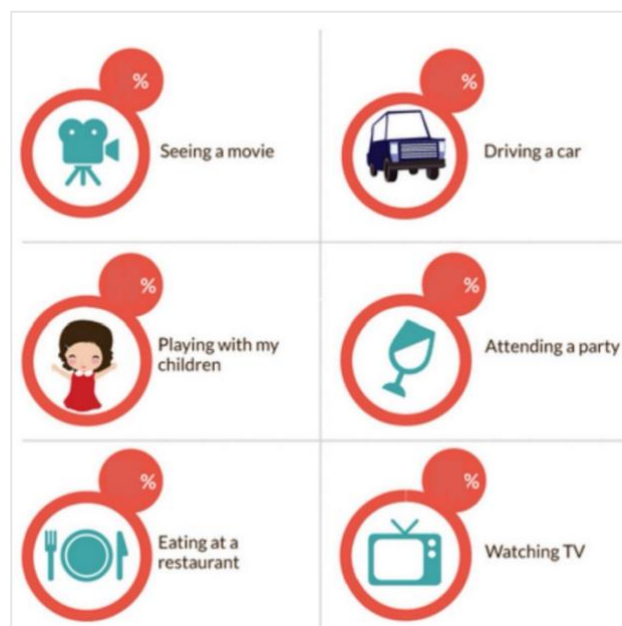 %
Seeing a movie
%
Driving a car
%
Playing with my
children
%
Attending a party
%
Eating at a
restaurant
%
Watching TV